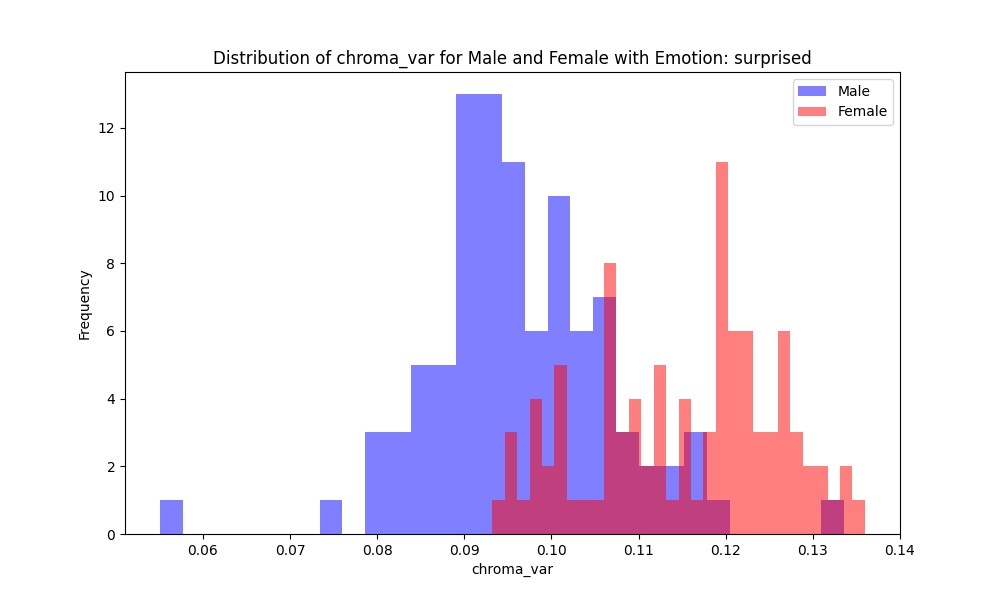 Distribution of chroma_var for Male and Female with Emotion: surprised
Male
Female
12
10
8
6
4
2
0
Frequency
0.06 0.07 0.08 0.09 0.10 0.11 0.12 0.13 0.14
chroma_var